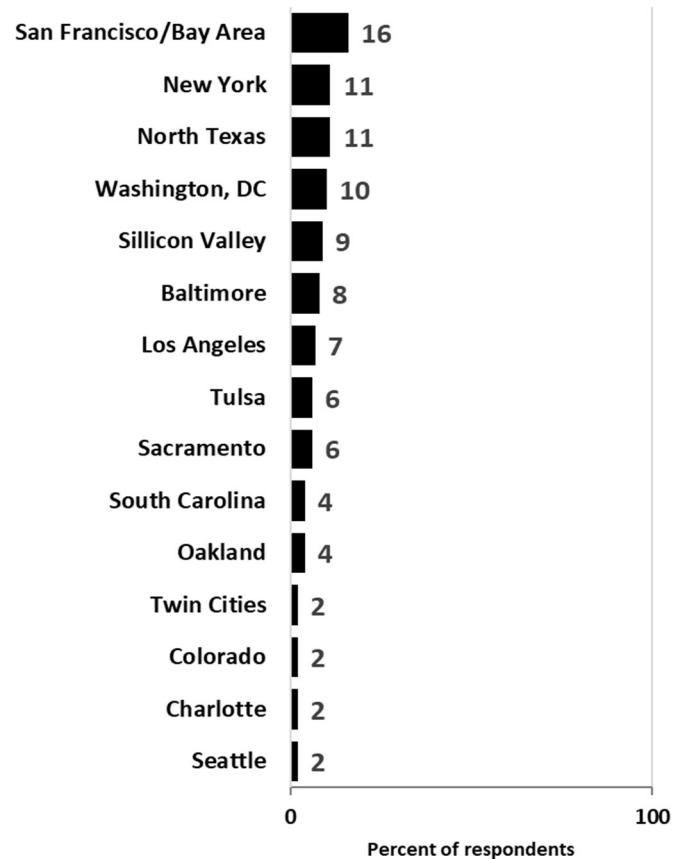 San Francisco/Bay Area 16
New York 11
North Texas 11
Washington, DC 10
Sillicon Valley 9
Baltimore 8
Los Angeles 7
Tulsa 6
Sacramento 6
South Carolina 4
Oakland 4
Twin Cities 2
Colorado 2
Charlotte 2
Seattle 2
0 100
Percent of respondents